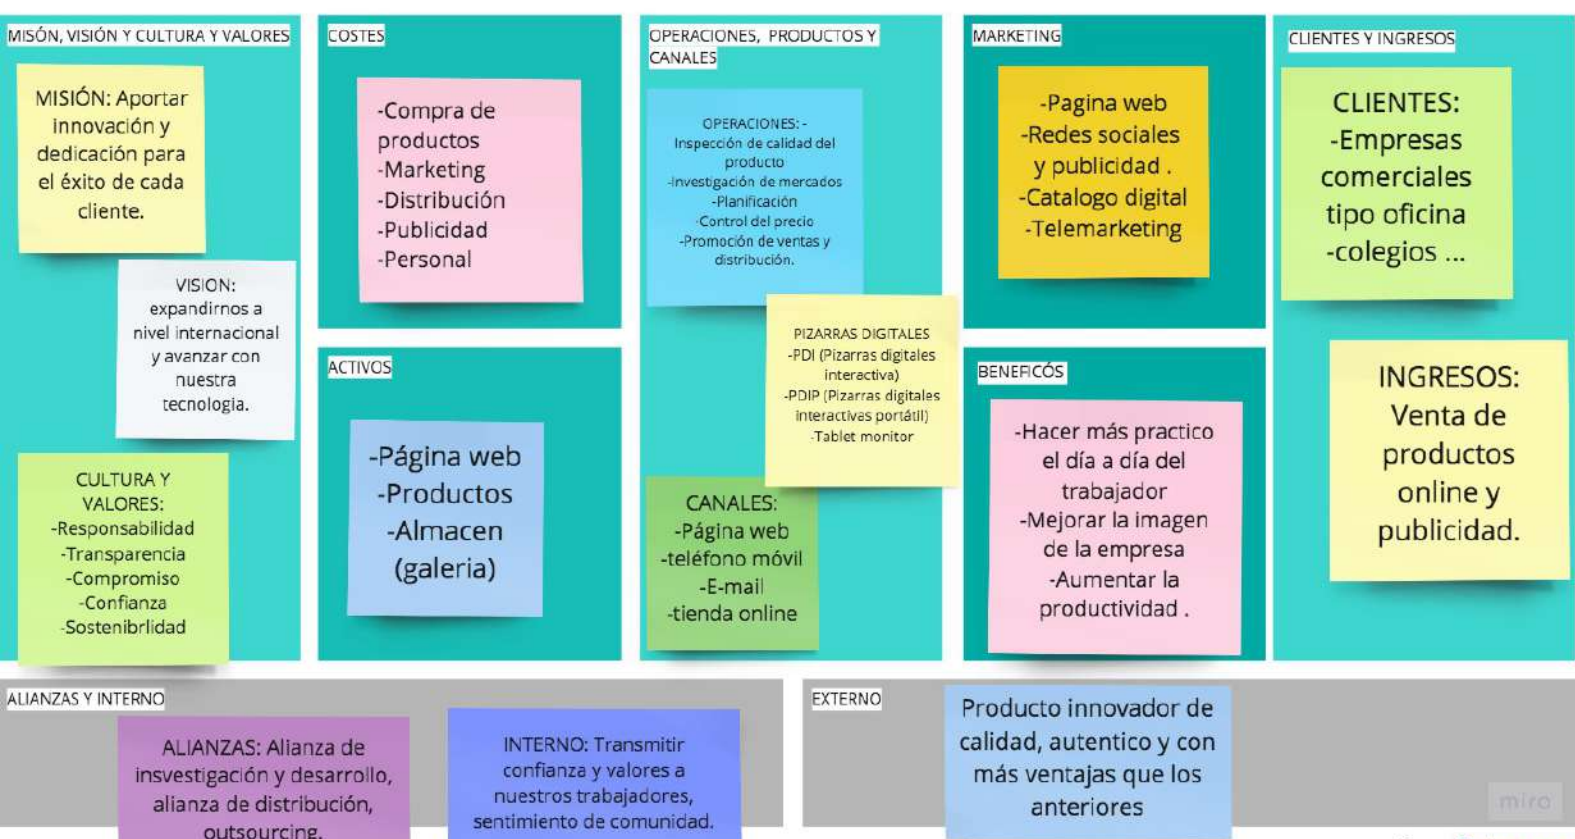 MISÓN, VISIÓN Y CULTURA Y VALORES
MISIÓN: Aportar
innovación y
dedicación para
el éxito de cada
cliente.
VISION:
expandirnos a
nivel internacional
y avanzar con
nuestra
tecnologia.
CULTURA Y
VALORES:
-Responsabilidad
-Transparencia
-Compromiso
-Confianza
-Sostenibrlidad
COSTES
-Compra de
productos
-Marketing
-Distribución
-Publicidad
-Personal
ACTIVOS
-Página web
-Productos
-Almacen
(galeria)
OPERACIONES, PRODUCTOS Y
CANALES
OPERACIONES: -
Inspección de calidad del
producto
-Investigación de mercados
-Planificación
-Control del precio
-Promoción de ventas y
distribución.
PIZARRAS DIGITALES
-PDI (Pizarras digitales
interactiva)
-PDIP (Pizarras digitales
interactivas portátil)
-Tablet monitor
CANALES:
-Página web
-teléfono móvil
-E-mail
-tienda online
MARKETING
-Pagina web
-Redes sociales
y publicidad .
-Catalogo digital
-Telemarketing
BENEFICÓS
-Hacer más practico
el día a día del
trabajador
-Mejorar la imagen
de la empresa
-Aumentar la
productividad .
CLIENTES Y INGRESOS
CLIENTES:
-Empresas
comerciales
tipo oficina
-colegios ...
INGRESOS:
Venta de
productos
online y
publicidad.
ALIANZAS Y INTERNO
ALIANZAS: Alianza de
insvestigación y desarrollo,
alianza de distribución,
outsourcing.
INTERNO: Transmitir
confianza y valores a
nuestros trabajadores,
sentimiento de comunidad.
EXTERNO
Producto innovador de
calidad, autentico y con
más ventajas que los
anteriores
miro